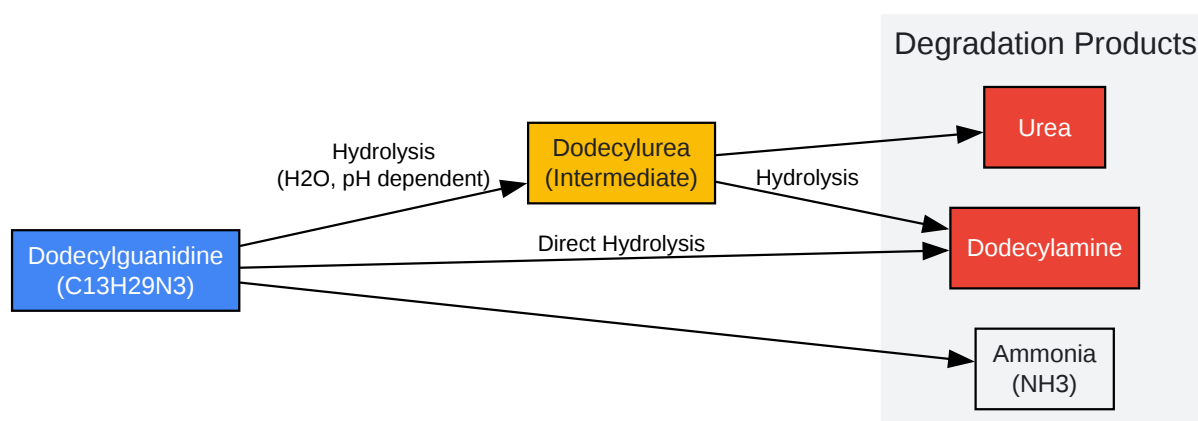 Degradation Products
Urea
Hydrolysis
(H2O, pH dependent)
Dodecylurea
(Intermediate)
Hydrolysis
Dodecylguanidine
(C13H29N3)
Direct Hydrolysis
Dodecylamine
Ammonia
(NH3)